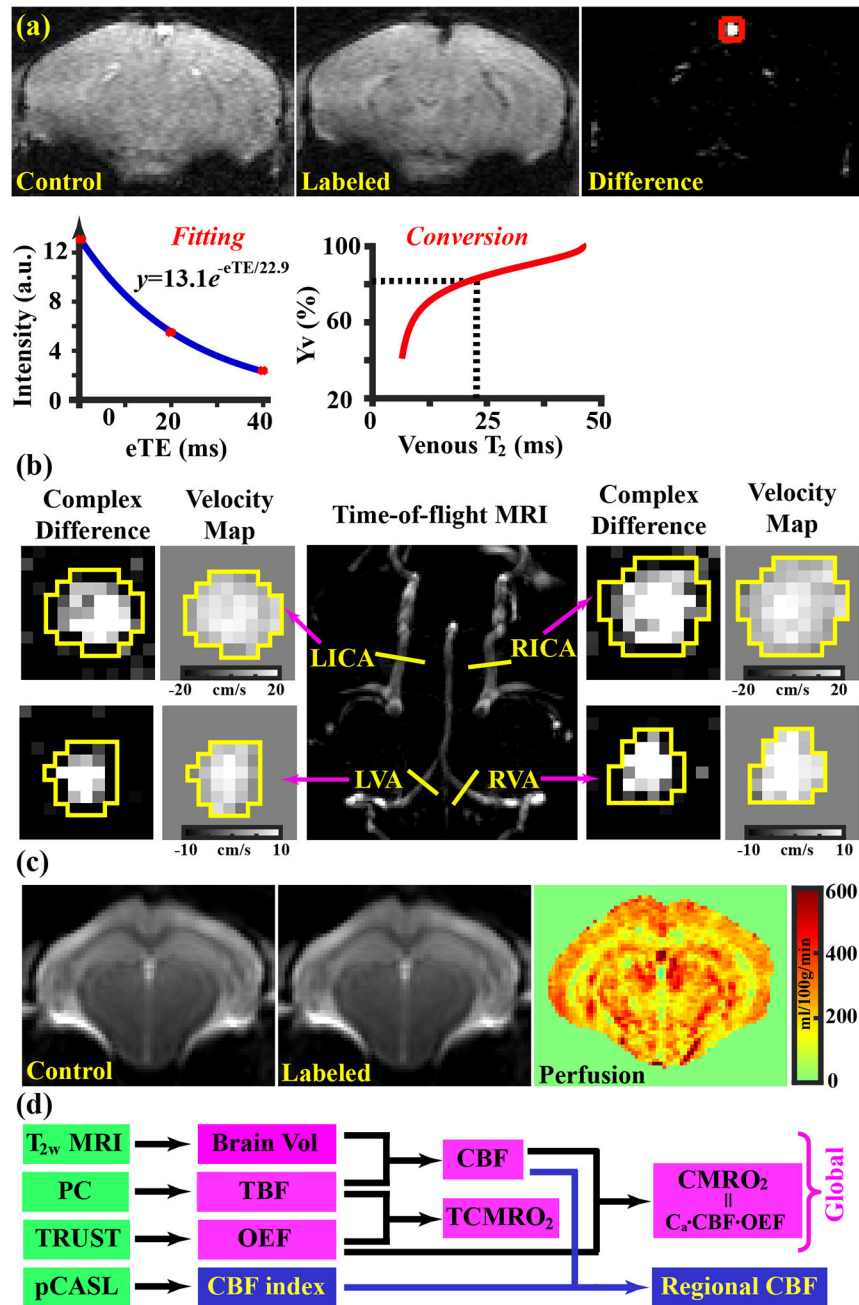 (a)
Control
Labeled
Difference
Fitting
y=13.1e^-eTE/22.9
Intensity (a.u.)
12
8
4
0
0
20
40
eTE (ms)
Conversion
Yv (%)
100
60
20
0
25
50
Venous T2 (ms)
(b)
Complex Difference
Velocity Map
Time-of-flight MRI
Complex Difference
Velocity Map
LICA
RICA
-20 cm/s 20
-20 cm/s 20
LVA
RVA
-10 cm/s 10
-10 cm/s 10
(c)
Control
Labeled
Perfusion
ml/100g/min
600
400
200
0
(d)
T2w MRI
Brain Vol
CBF
PC
TBF
CMRO2
=
Ca·CBF·OEF
Global
TCMRO2
TRUST
OEF
pCASL
CBF index
Regional CBF